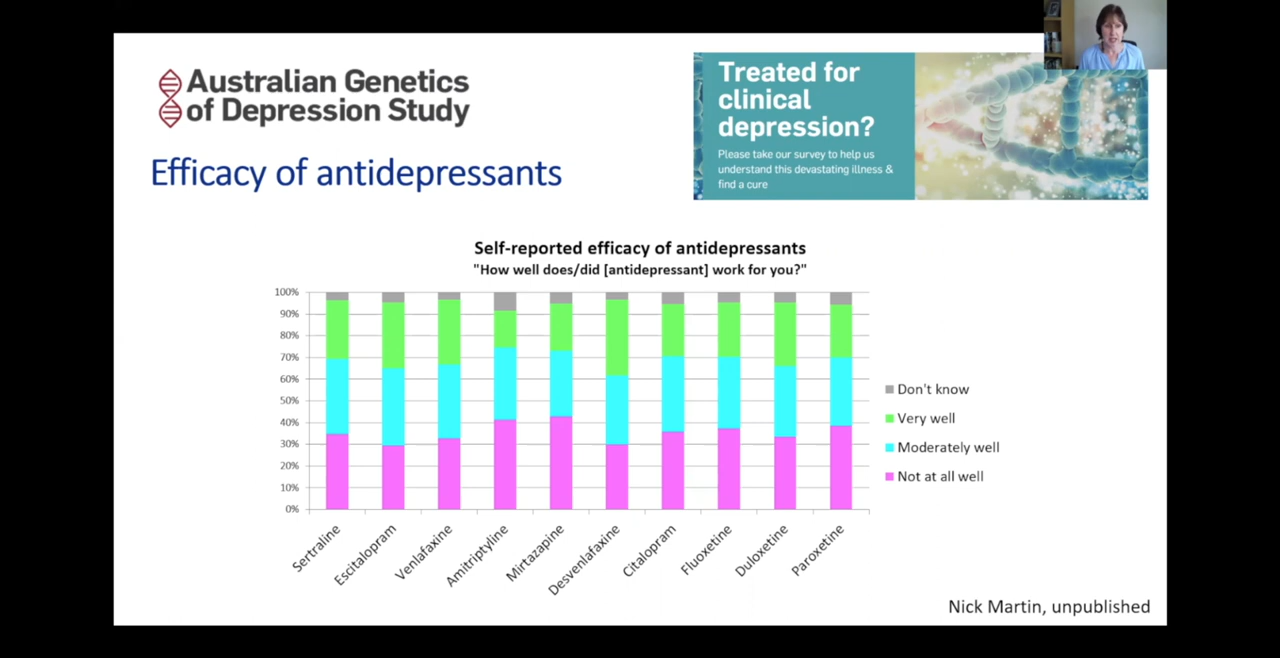 Australian Genetics
of Depression Study
Treated for
clinical
depression?
Please take our survey to help us
understand this devastating illness &
find a cure
Efficacy of antidepressants
Self-reported efficacy of antidepressants
"How well does/did [antidepressant] work for you?"
100%
90%
80%
70%
60%
50%
40%
30%
20%
10%
0%
Sertraline
Escitalopram
Venlafaxine
Amitriptyline
Mirtazapine
Desvenlafaxine
Citalopram
Fluoxetine
Duloxetine
Paroxetine
Don't know
Very well
Moderately well
Not at all well
Nick Martin, unpublished